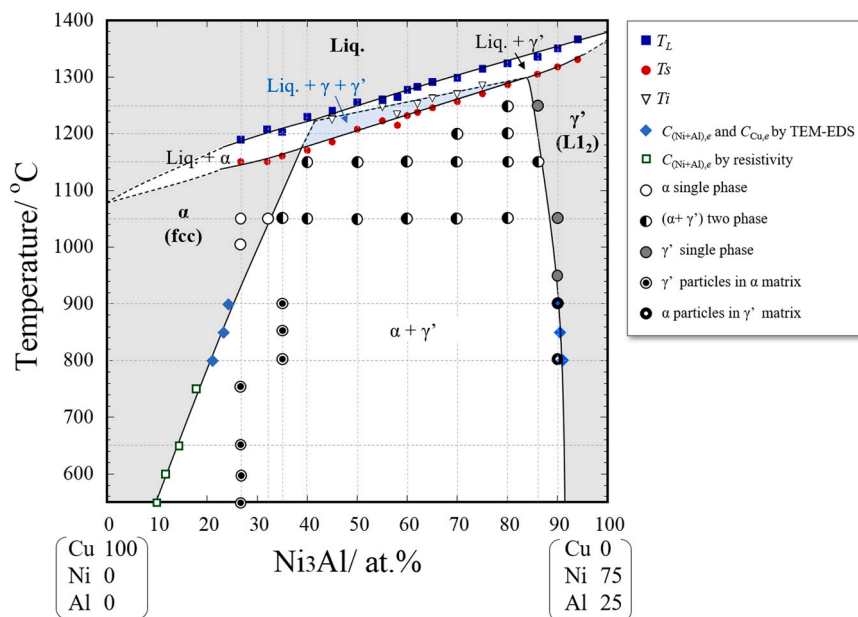 1400
1300
1200
1100
1000
900
800
700
600
Temperature/ °C
Liq.
Liq. + γ'
Liq. + γ + γ'
γ'
(L1₂)
Liq. + α
α
(fcc)
α + γ'
0 10 20 30 40 50 60 70 80 90 100
Ni₃Al/ at.%
Cu 100
Ni 0
Al 0
Cu 0
Ni 75
Al 25
T_L
Ts
Ti
C(Ni+Al),e and C_Cu,e by TEM-EDS
C(Ni+Al),e by resistivity
α single phase
(α+ γ') two phase
γ' single phase
γ' particles in α matrix
α particles in γ' matrix